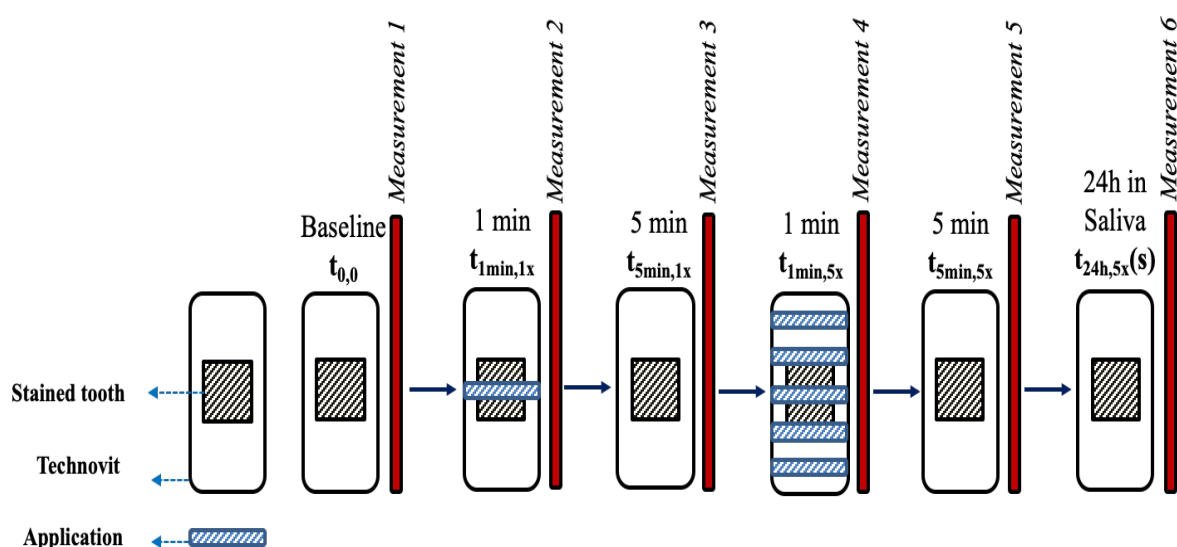 Measurement 1
Measurement 2
Measurement 3
Measurement 4
Measurement 5
Measurement 6
Baseline
t0,0
1 min
t1min,1x
5 min
t5min,1x
1 min
t1min,5x
5 min
t5min,5x
24h in
Saliva
t24h,5x(s)
Stained tooth
Technovit
Application